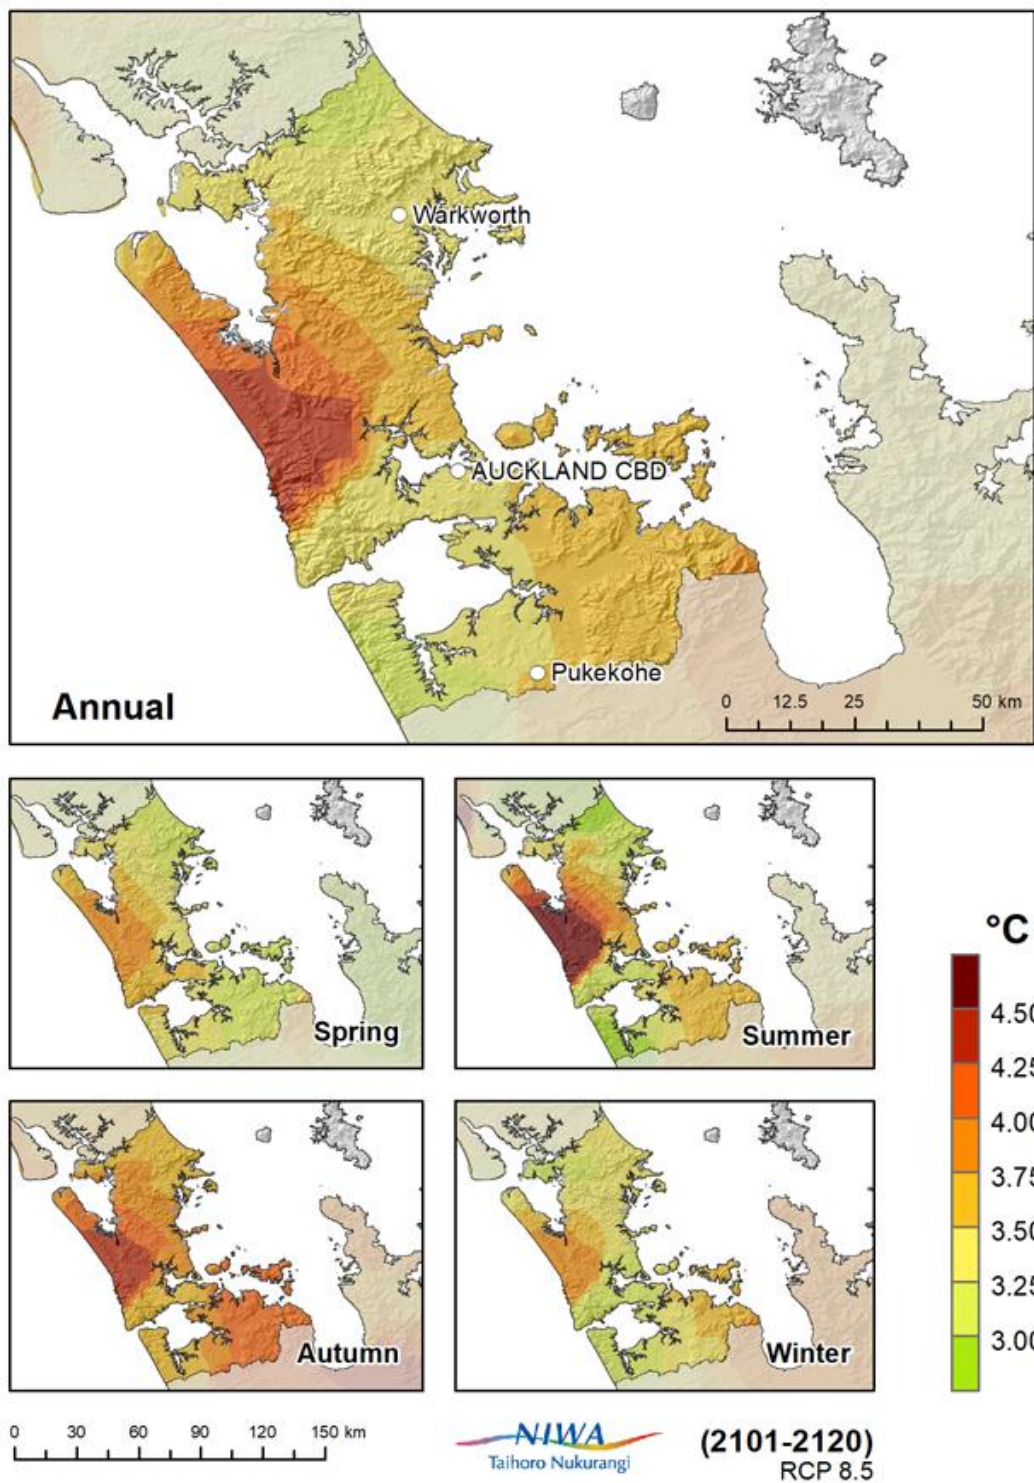 Warkworth
AUCKLAND CBD
Pukekohe
Annual
0 12.5 25 50 km
Spring
Summer
°C
4.50
4.25
4.00
3.75
3.50
3.25
3.00
Autumn
Winter
0 30 60 90 120 150 km
NIWA
Taihoro Nukurangi
(2101-2120)
RCP 8.5